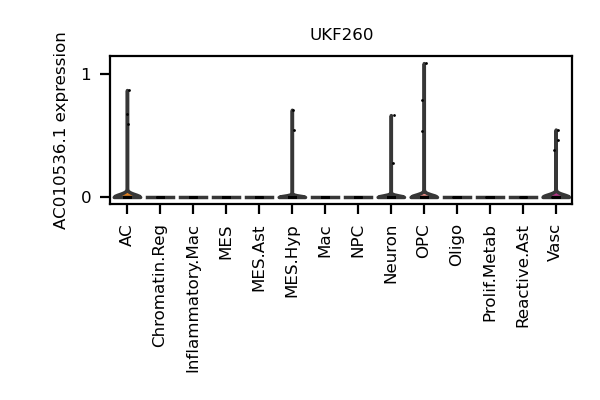 UKF260
AC010536.1 expression
1
0
AC
Chromatin.Reg
Inflammatory.Mac
MES
MES.Ast
MES.Hyp
Mac
NPC
Neuron
OPC
Oligo
Prolif.Metab
Reactive.Ast
Vasc